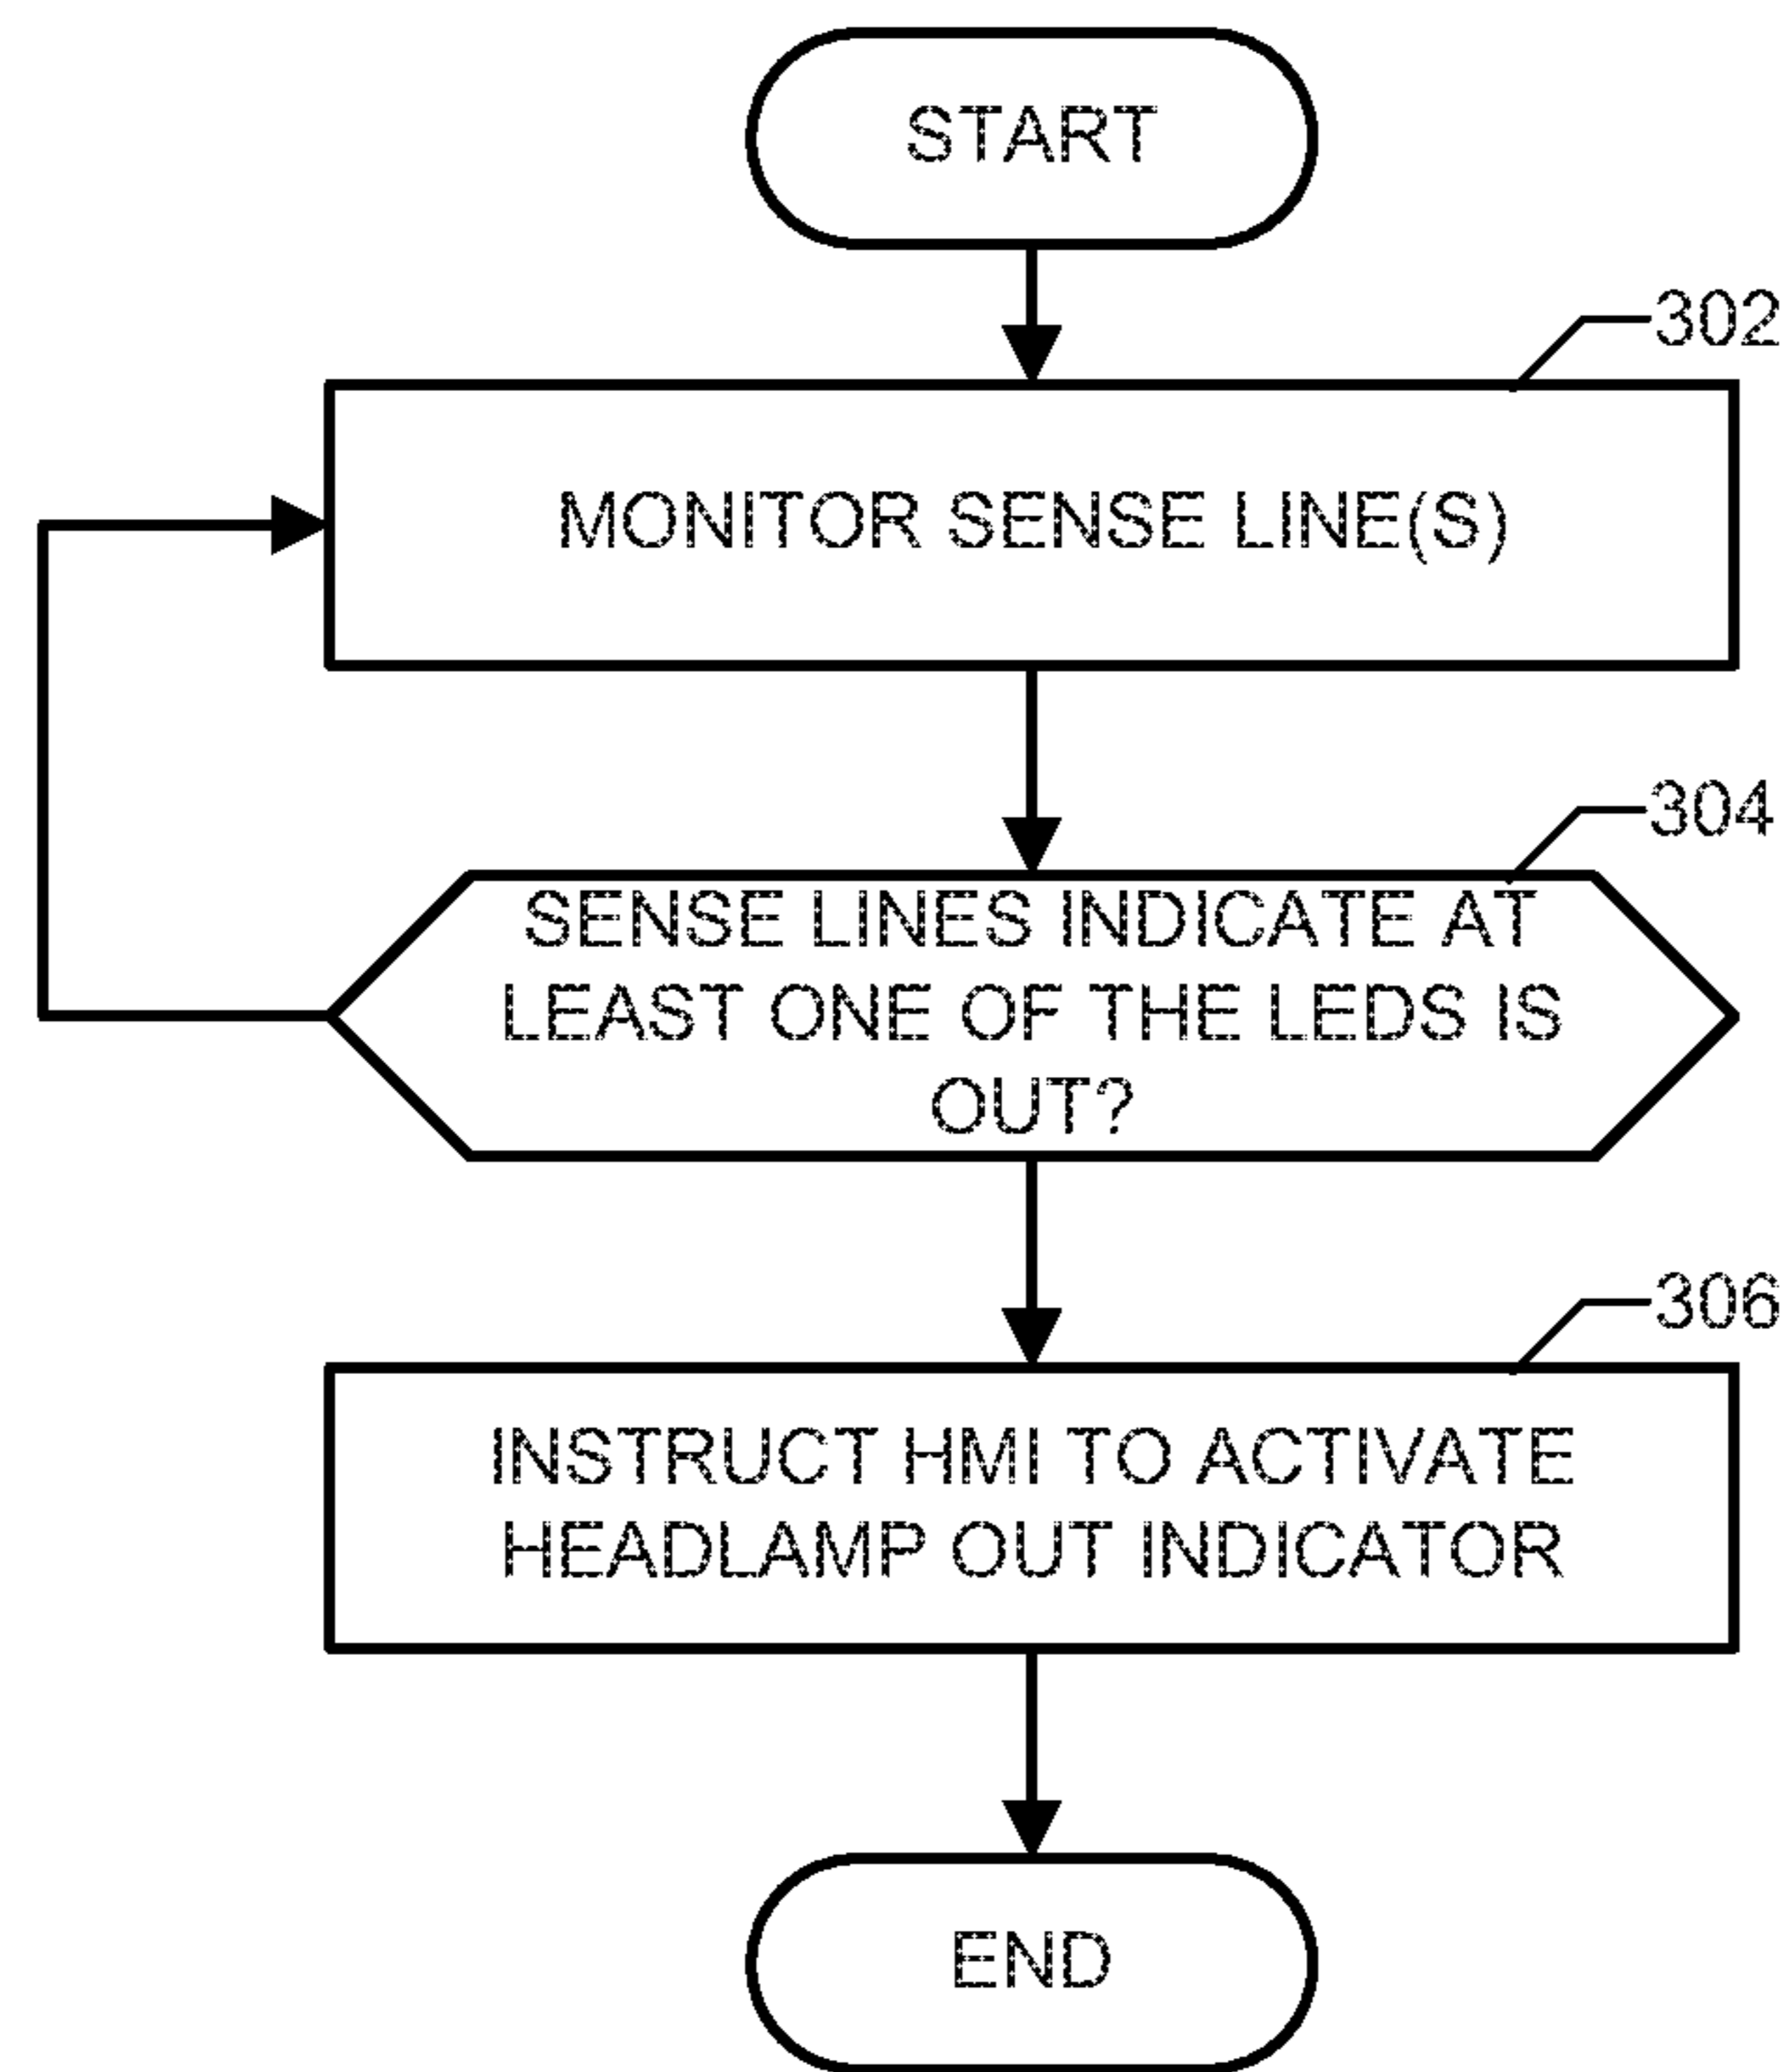 START
302
MONITOR SENSE LINE(S)
304
SENSE LINES INDICATE AT
LEAST ONE OF THE LEDS IS
OUT?
306
INSTRUCT HMI TO ACTIVATE
HEADLAMP OUT INDICATOR
END